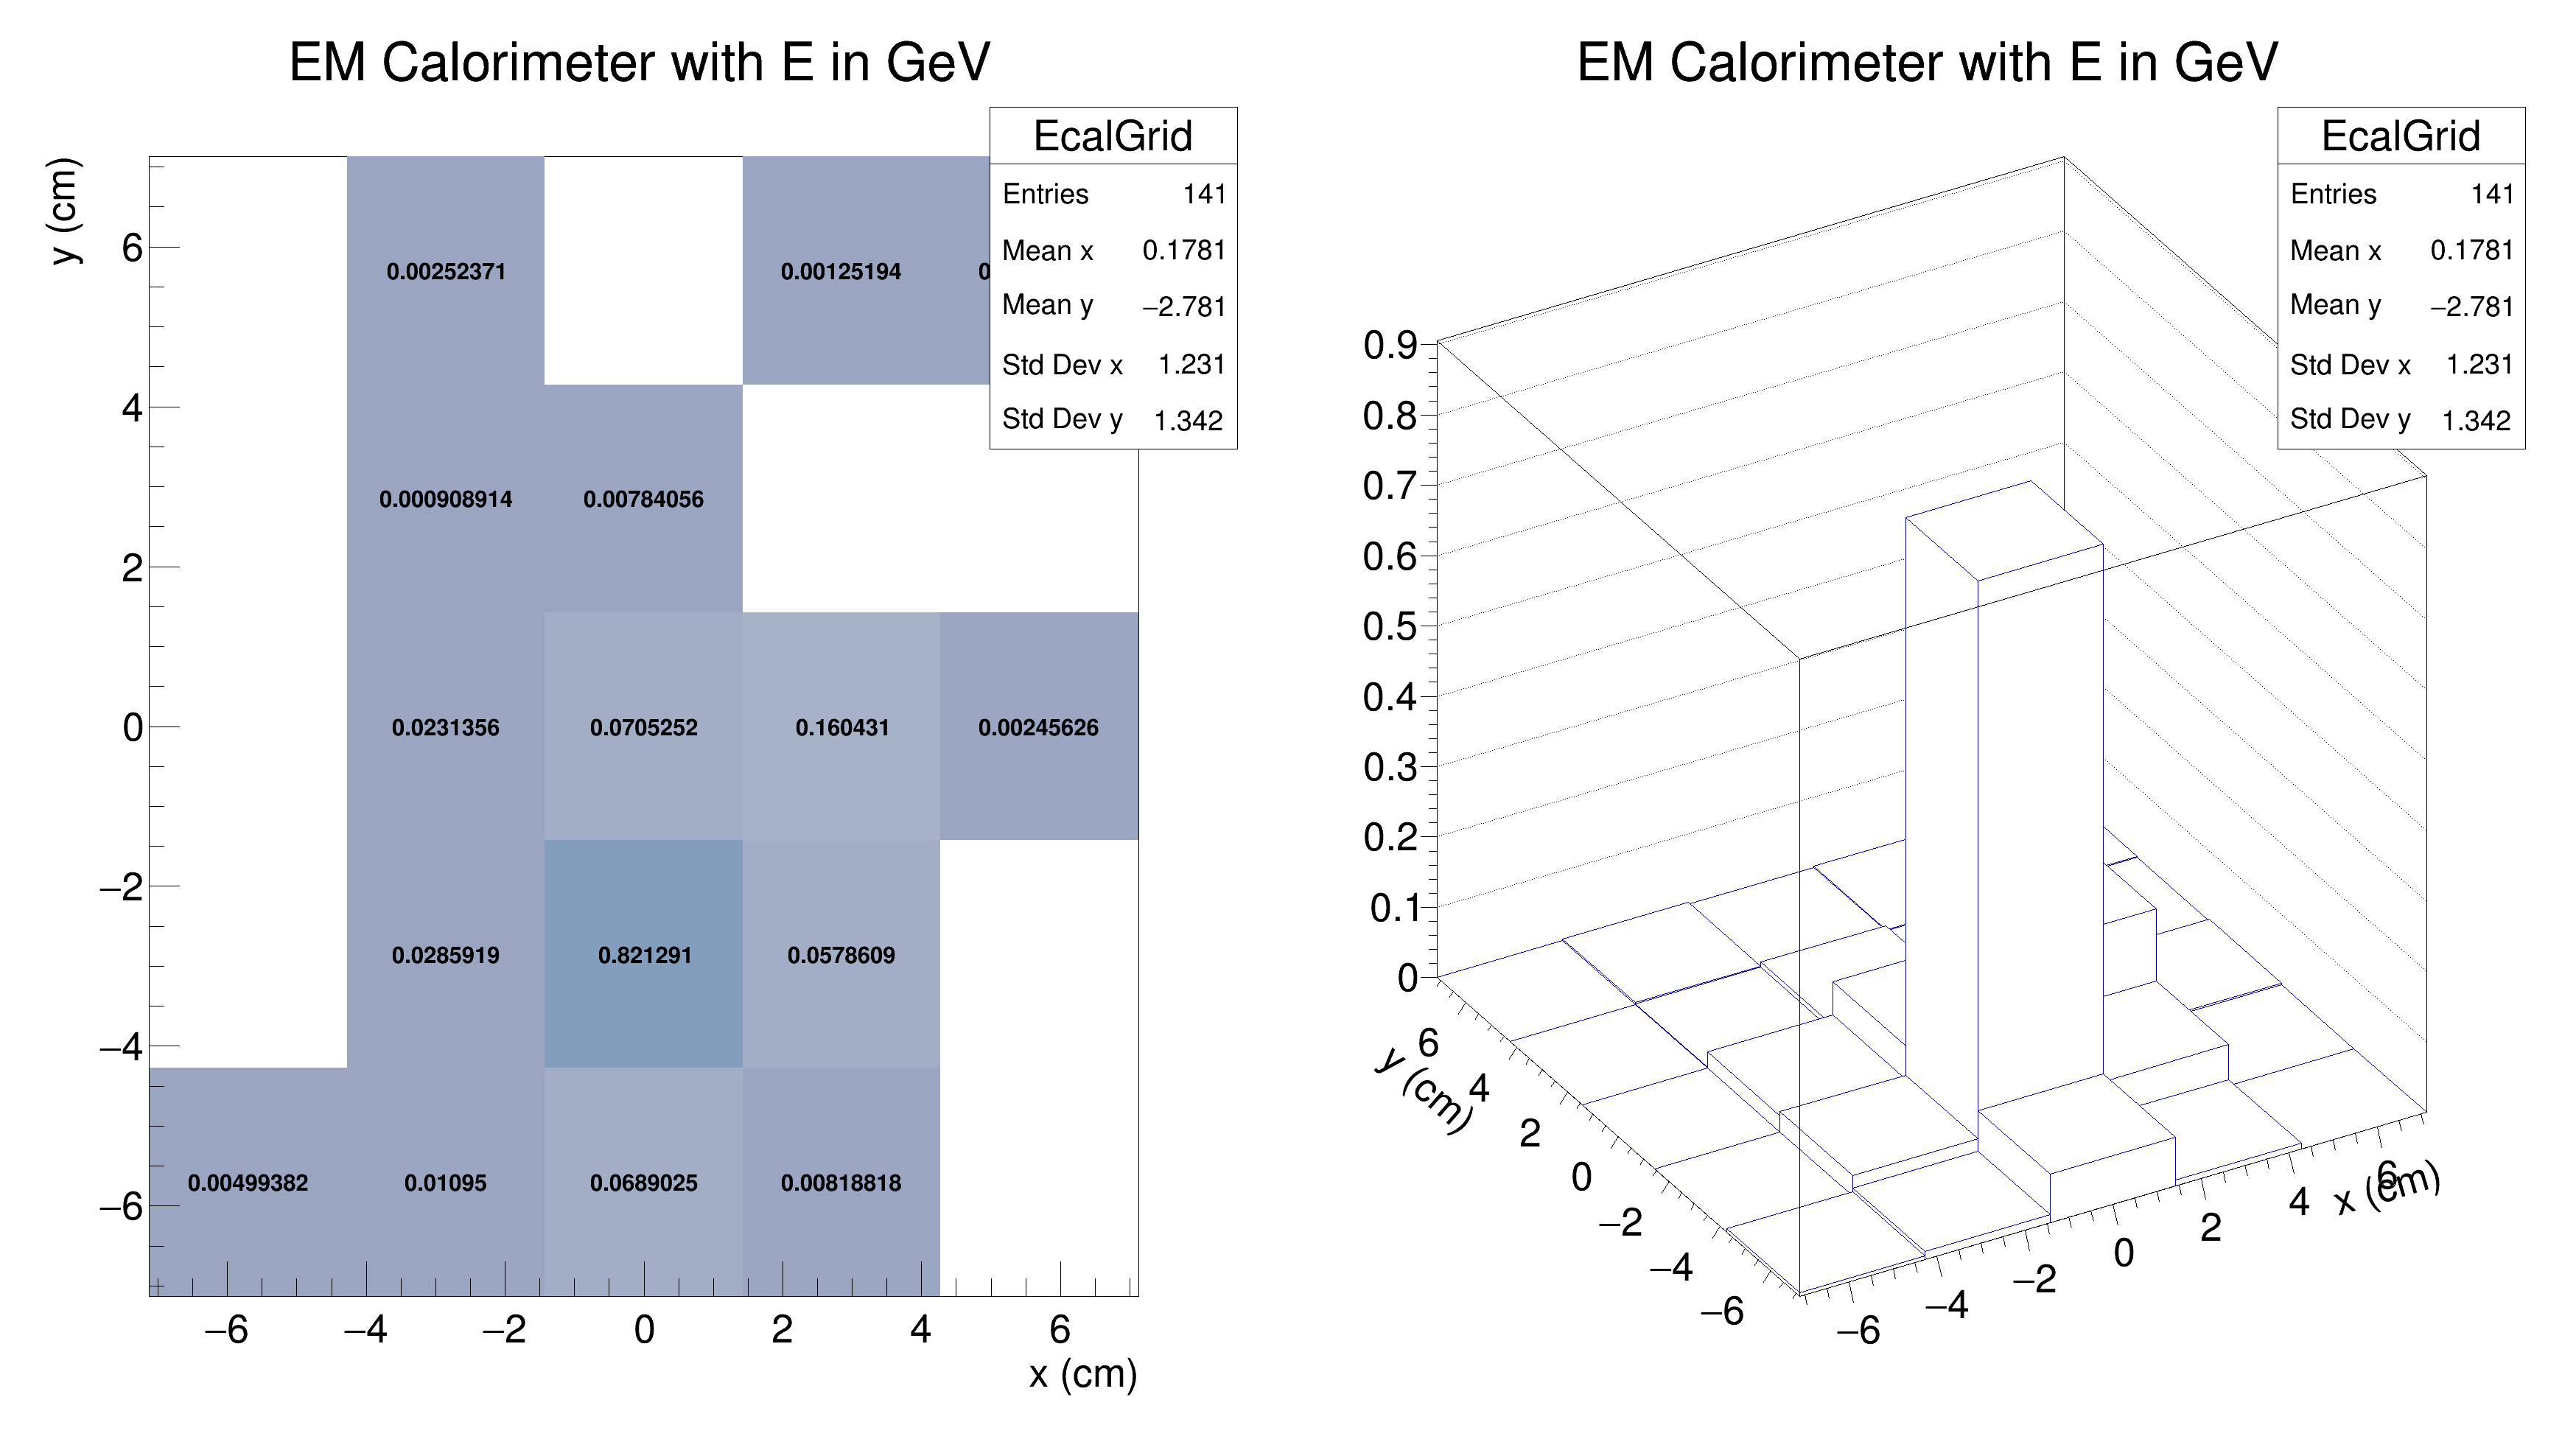 EM Calorimeter with E in GeV
EcalGrid
Entries 141
Mean x 0.1781
Mean y −2.781
Std Dev x 1.231
Std Dev y 1.342
y (cm)
6
4
2
0
−2
−4
−6
0.00252371
0.00125194
0.000908914
0.00784056
0.0231356
0.0705252
0.160431
0.00245626
0.0285919
0.821291
0.0578609
0.00499382
0.01095
0.0689025
0.00818818
−6
−4
−2
0
2
4
6
x (cm)
EM Calorimeter with E in GeV
EcalGrid
Entries 141
Mean x 0.1781
Mean y −2.781
Std Dev x 1.231
Std Dev y 1.342
0.9
0.8
0.7
0.6
0.5
0.4
0.3
0.2
0.1
0
y (cm)
6
4
2
0
−2
−4
−6
−6
−4
−2
0
2
4
6
x (cm)